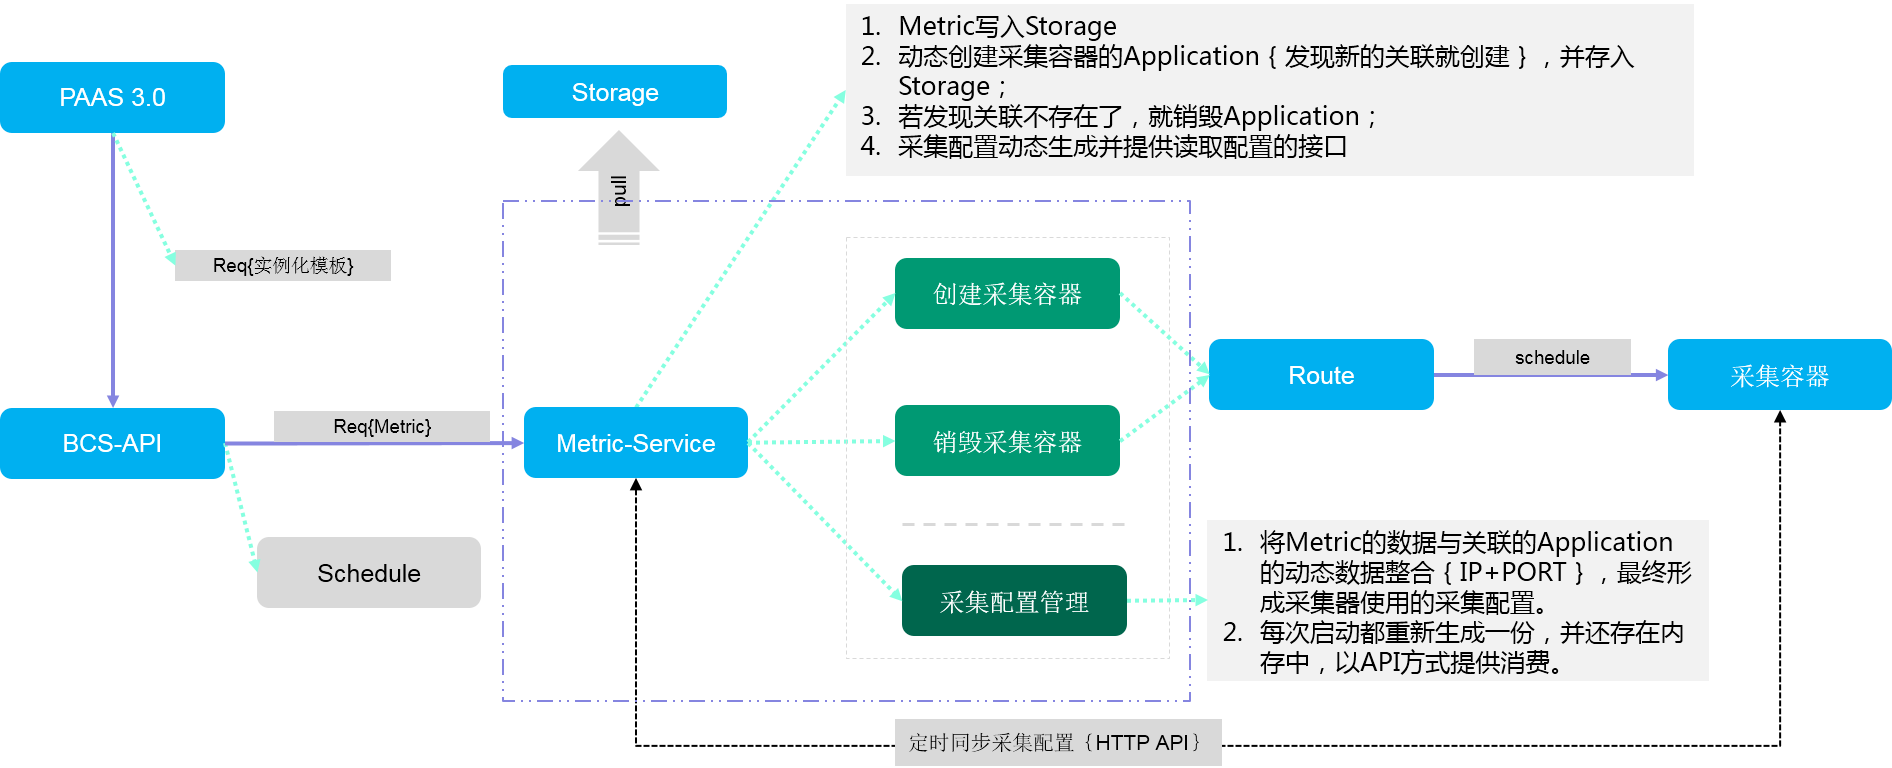 1. Metric写入Storage
2. 动态创建采集容器的Application｛发现新的关联就创建｝，并存入
Storage；
3. 若发现关联不存在了，就销毁Application；
4. 采集配置动态生成并提供读取配置的接口
PAAS 3.0
Storage
pull
Req{实例化模板}
创建采集容器
Route
schedule
采集容器
BCS-API
Req{Metric}
Metric-Service
销毁采集容器
Schedule
采集配置管理
1. 将Metric的数据与关联的Application
的动态数据整合｛IP+PORT｝，最终形
成采集器使用的采集配置。
2. 每次启动都重新生成一份，并还存在内
存中，以API方式提供消费。
定时同步采集配置｛HTTP API｝